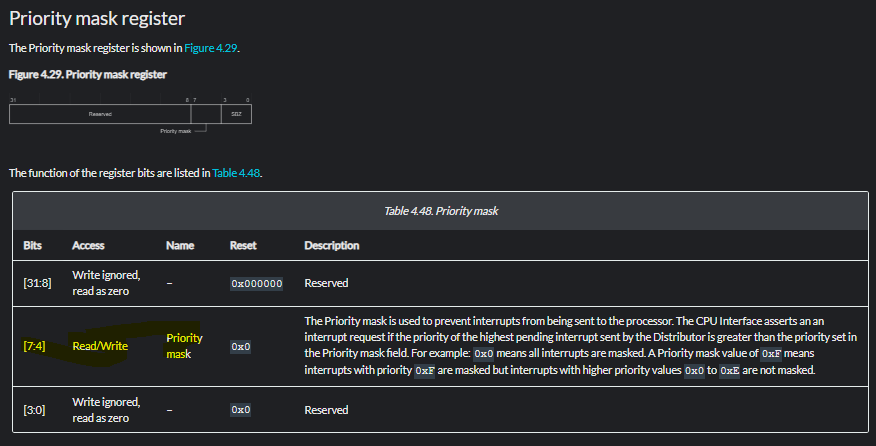 Priority mask register
The Priority mask register is shown in Figure 4.29.
Figure 4.29. Priority mask register
31 8 7 3 0
Reserved SBZ
Priority mask
The function of the register bits are listed in Table 4.48.
Table 4.48. Priority mask
Bits Access Name Reset Description
[31:8] Write ignored, read as zero – 0x000000 Reserved
[7:4] Read/Write Priority mask 0x0 The Priority mask is used to prevent interrupts from being sent to the processor. The CPU Interface asserts an an
interrupt request if the priority of the highest pending interrupt sent by the Distributor is greater than the priority set in
the Priority mask field. For example: 0x0 means all interrupts are masked. A Priority mask value of 0xF means
interrupts with priority 0xF are masked but interrupts with higher priority values 0x0 to 0xE are not masked.
[3:0] Write ignored, read as zero – 0x0 Reserved